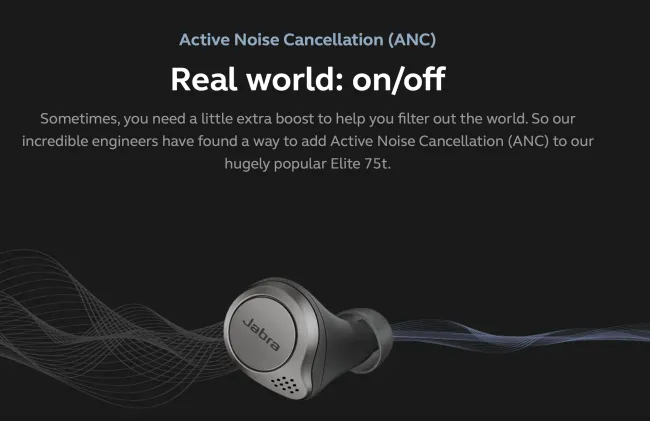 Active Noise Cancellation (ANC)
Real world: on/off
Sometimes, you need a little extra boost to help you filter out the world. So our
incredible engineers have found a way to add Active Noise Cancellation (ANC) to our
hugely popular Elite 75t.
Jabra